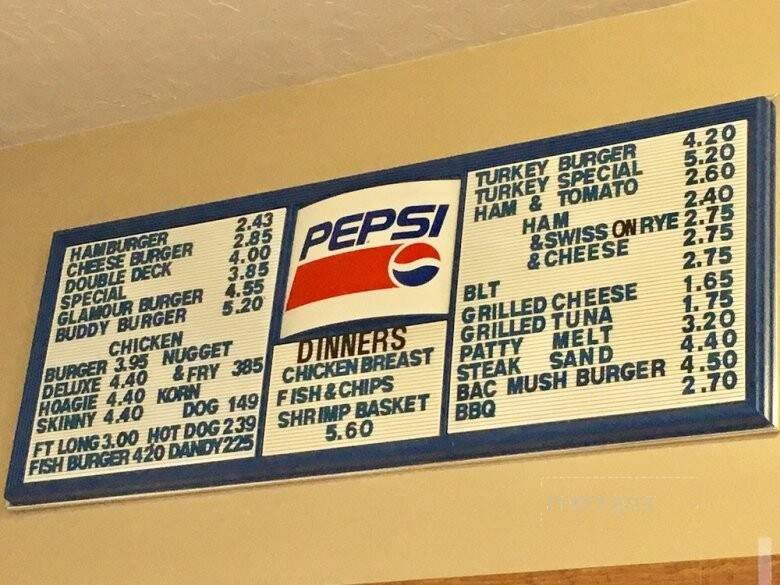 HAMBURGER 2.43
CHEESE BURGER 2.85
DOUBLE DECK 4.00
SPECIAL 3.85
GLAMOUR BURGER 4.55
BUDDY BURGER 5.20
CHICKEN
BURGER 3.95 NUGGET
DELUXE 4.40 & FRY 385
HOAGIE 4.40 KORN
SKINNY 4.40 DOG 149
FT LONG 3.00 HOT DOG 2.39
FISH BURGER 420 DANDY 225
PEPSI
DINNERS
CHICKEN BREAST
FISH & CHIPS
SHRIMP BASKET
5.60
TURKEY BURGER 4.20
TURKEY SPECIAL 5.20
HAM & TOMATO 2.60
HAM 2.40
& SWISS ON RYE 2.75
& CHEESE 2.75
BLT 2.75
GRILLED CHEESE 1.65
GRILLED TUNA 1.75
PATTY MELT 3.20
STEAK SAND 4.40
BAC MUSH BURGER 4.50
BBQ 2.70